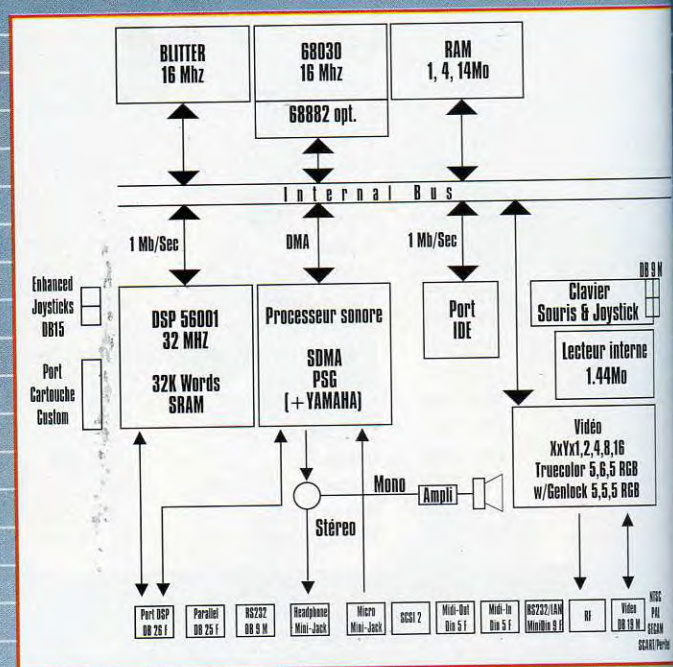 BLITTER
16 Mhz
68030
16 Mhz
68882 opt.
RAM
1, 4, 14Mo
Internal Bus
1 Mb/Sec
DMA
1 Mb/Sec
Enhanced
Joysticks
DB15
Port
Cartouche
Custom
DSP 56001
32 MHZ
32K Words
SRAM
Processeur sonore
SDMA
PSG
(+YAMAHA)
Port
IDE
DB 9 M
Clavier
Souris & Joystick
Lecteur interne
1.44Mo
Vidéo
XxYx1,2,4,8,16
Truecolor 5,6,5 RGB
w/Genlock 5,5,5 RGB
Mono
Ampli
Stéreo
Port DSP
DB 26 F
Parallel
DB 25 F
RS232
DB 9 M
Headphone
Mini-Jack
Micro
Mini-Jack
SCSI 2
Midi-Out
Din 5 F
Midi-In
Din 5 F
RS232/LAN
MiniDin 9 F
RF
Video
DB 19 M
NTSC
PAL
SECAM
SCART/Péritel